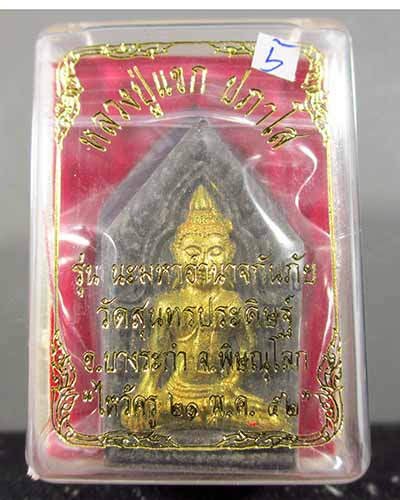 ๕
หลวงปู่แขก ปภาโส
รุ่น นะมหาอำนาจกันภัย
วัดสุนทรประดิษฐ์
อ.บางระกำ จ.พิษณุโลก
"ไหว้ครู ๒๑ พ.ค. ๕๒"